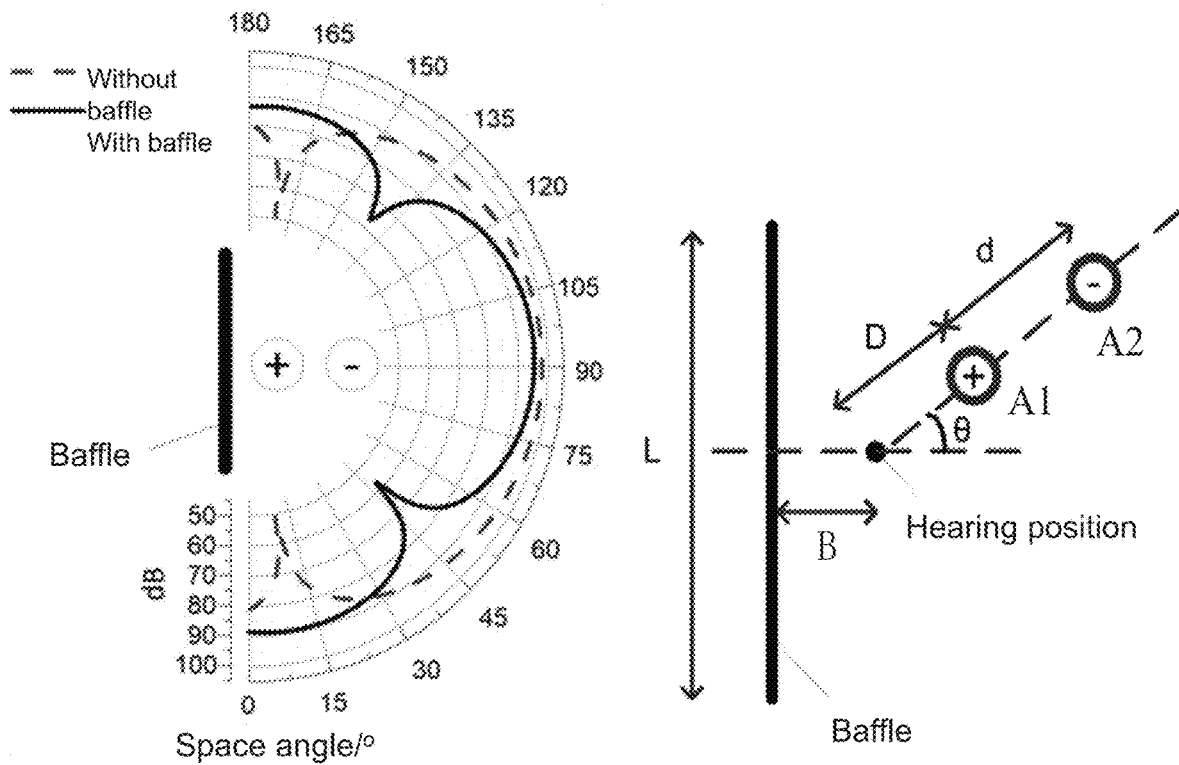 180
165
150
135
120
105
90
75
60
45
30
15
0
Without
baffle
With baffle
+
-
Baffle
50
60
70
80
90
100
dB
Space angle/°
L
D
d
+
A1
-
A2
θ
B
Hearing position
Baffle